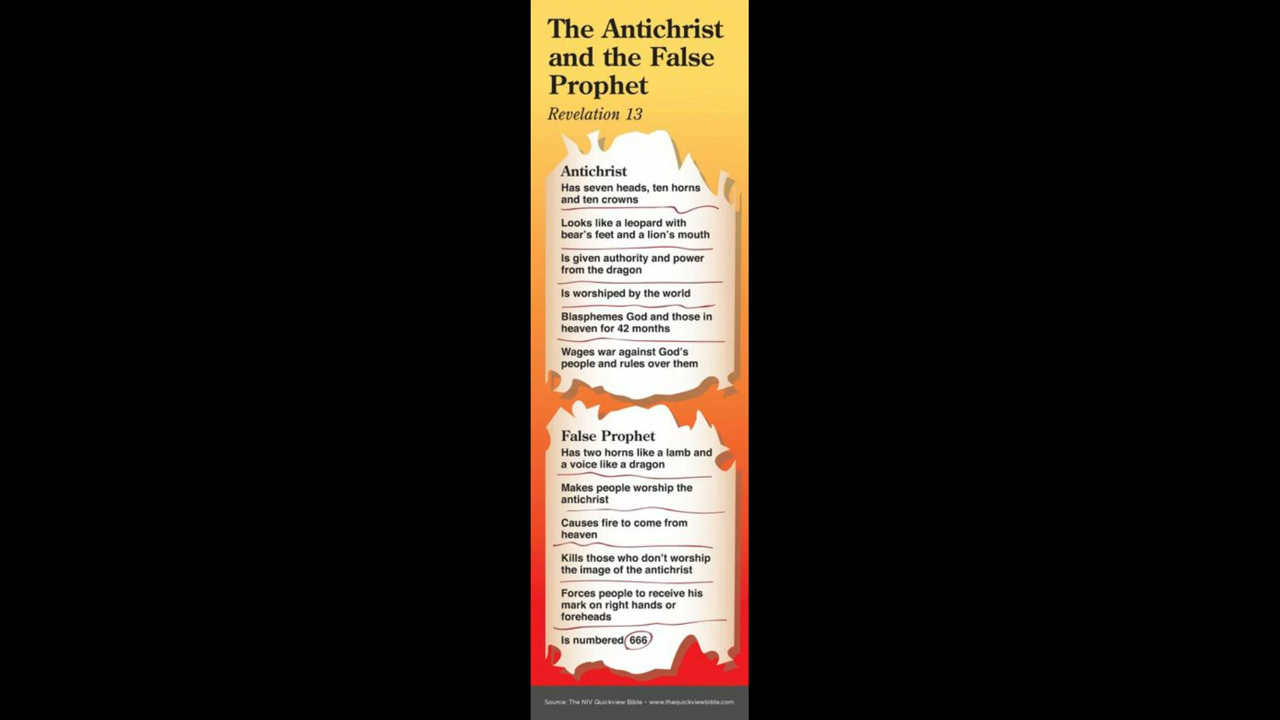 The Antichrist
and the False
Prophet
Revelation 13
Antichrist
Has seven heads, ten horns
and ten crowns
Looks like a leopard with
bear's feet and a lion's mouth
Is given authority and power
from the dragon
Is worshiped by the world
Blasphemes God and those in
heaven for 42 months
Wages war against God's
people and rules over them
False Prophet
Has two horns like a lamb and
a voice like a dragon
Makes people worship the
antichrist
Causes fire to come from
heaven
Kills those who don't worship
the image of the antichrist
Forces people to receive his
mark on right hands or
foreheads
Is numbered 666
Source: The NIV Quickview Bible - www.thequickviewbible.com